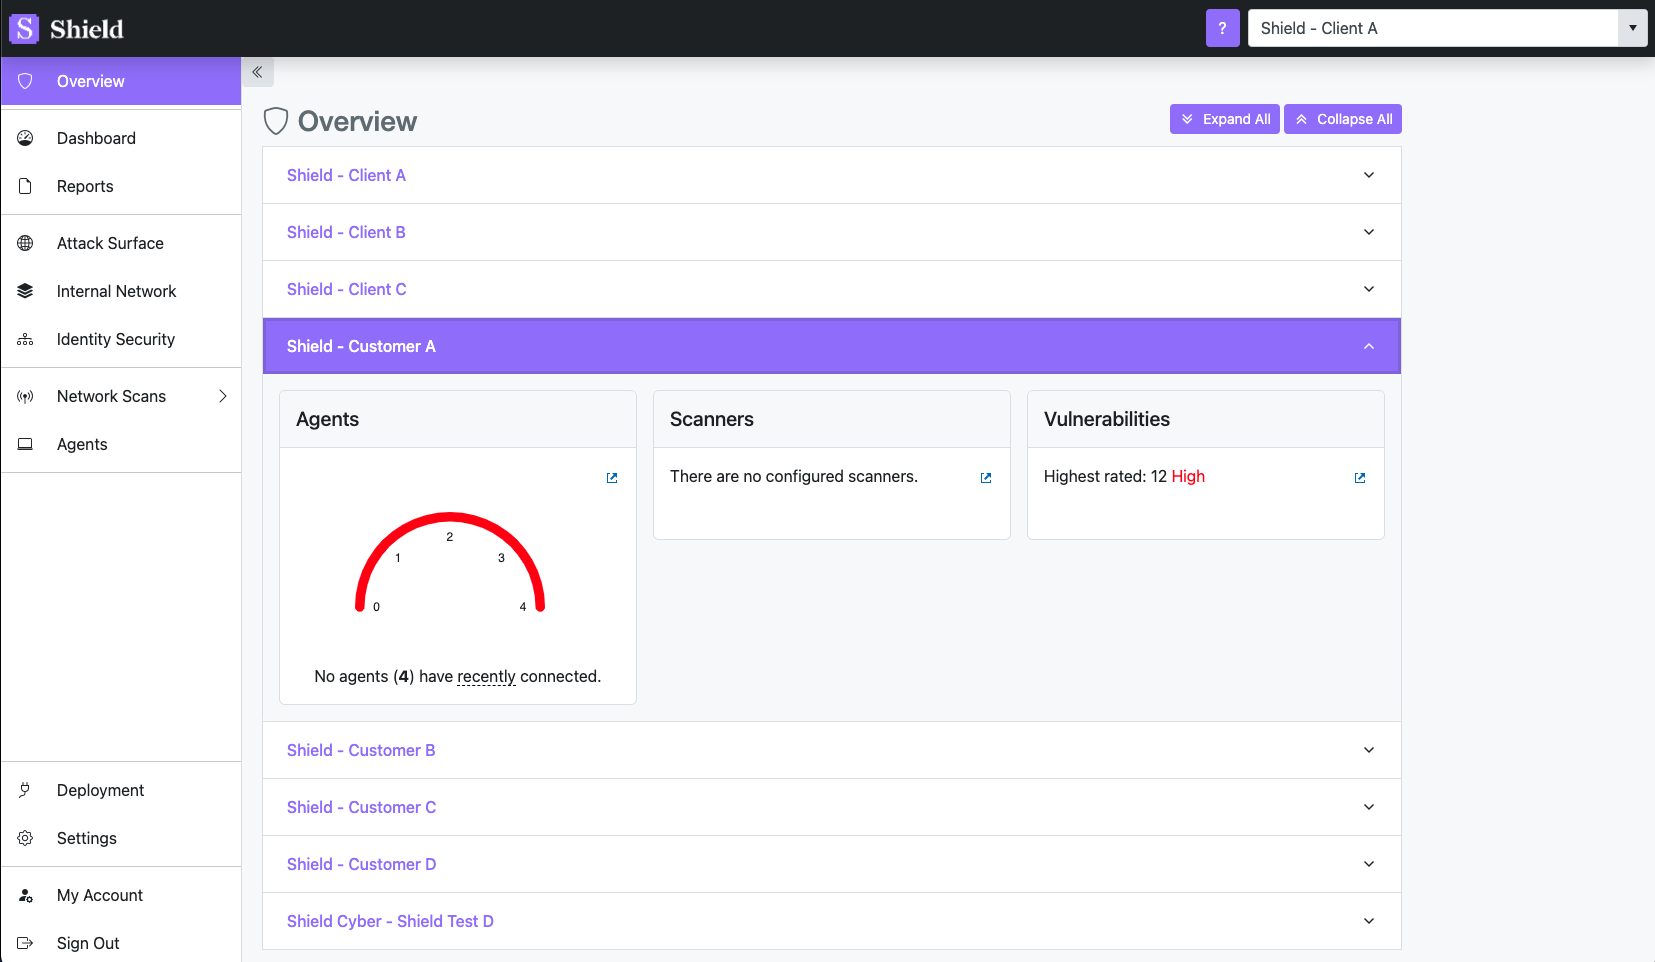 S Shield
?
Shield - Client A
Overview
Dashboard
Reports
Attack Surface
Internal Network
Identity Security
Network Scans
Agents
Deployment
Settings
My Account
Sign Out
Overview
Expand All
Collapse All
Shield - Client A
Shield - Client B
Shield - Client C
Shield - Customer A
Agents
0
1
2
3
4
No agents (4) have recently connected.
Scanners
There are no configured scanners.
Vulnerabilities
Highest rated: 12 High
Shield - Customer B
Shield - Customer C
Shield - Customer D
Shield Cyber - Shield Test D